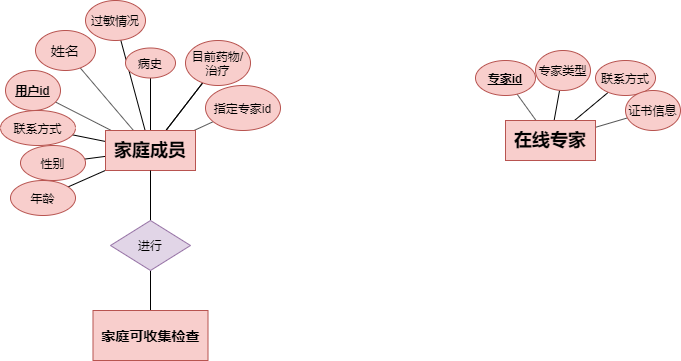 过敏情况
姓名
病史
目前药物/
治疗
用户id
指定专家id
联系方式
性别
年龄
家庭成员
进行
家庭可收集检查
专家id
专家类型
联系方式
证书信息
在线专家